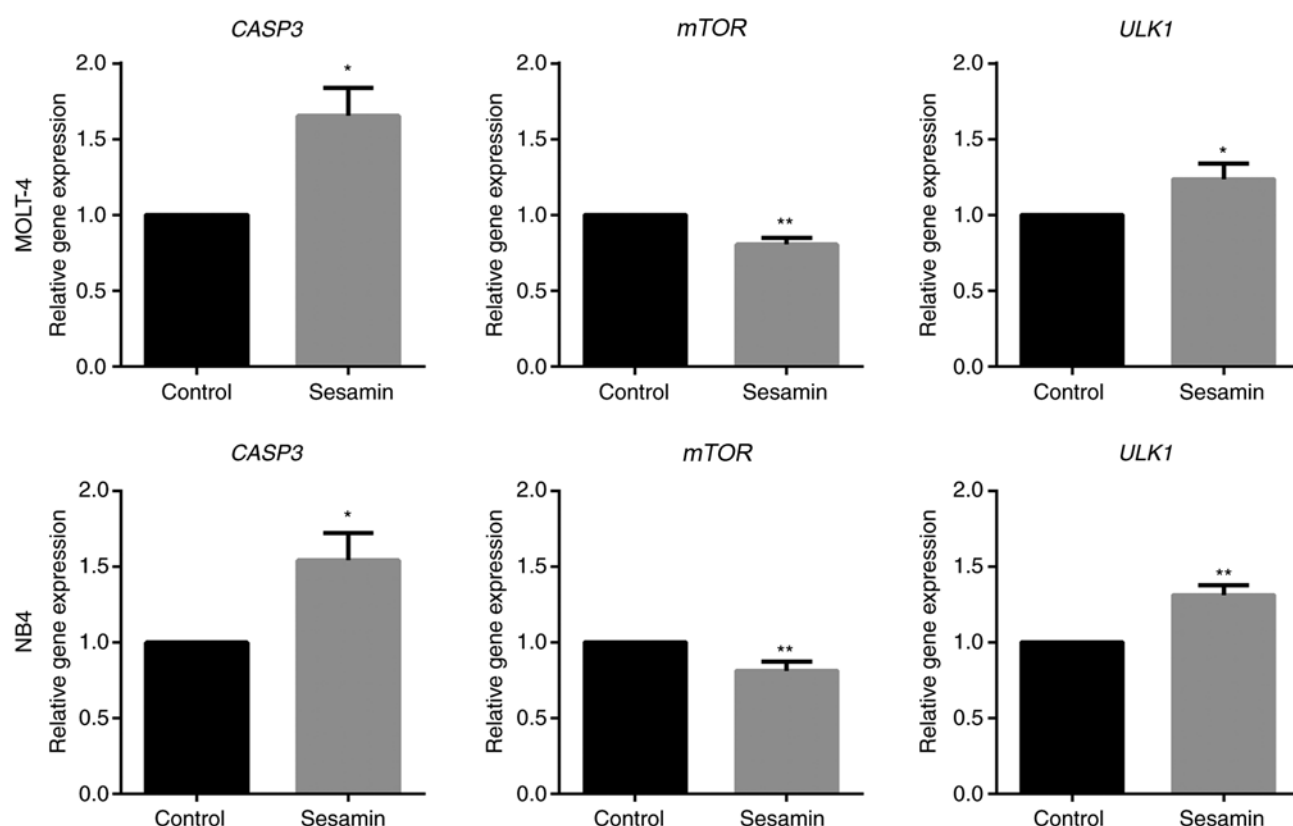 CASP3
mTOR
ULK1
MOLT-4
Relative gene expression
2.0
1.5
1.0
0.5
0.0
*
Control
Sesamin
Relative gene expression
2.0
1.5
1.0
0.5
0.0
**
Control
Sesamin
Relative gene expression
2.0
1.5
1.0
0.5
0.0
*
Control
Sesamin
CASP3
mTOR
ULK1
NB4
Relative gene expression
2.0
1.5
1.0
0.5
0.0
*
Control
Sesamin
Relative gene expression
2.0
1.5
1.0
0.5
0.0
**
Control
Sesamin
Relative gene expression
2.0
1.5
1.0
0.5
0.0
**
Control
Sesamin